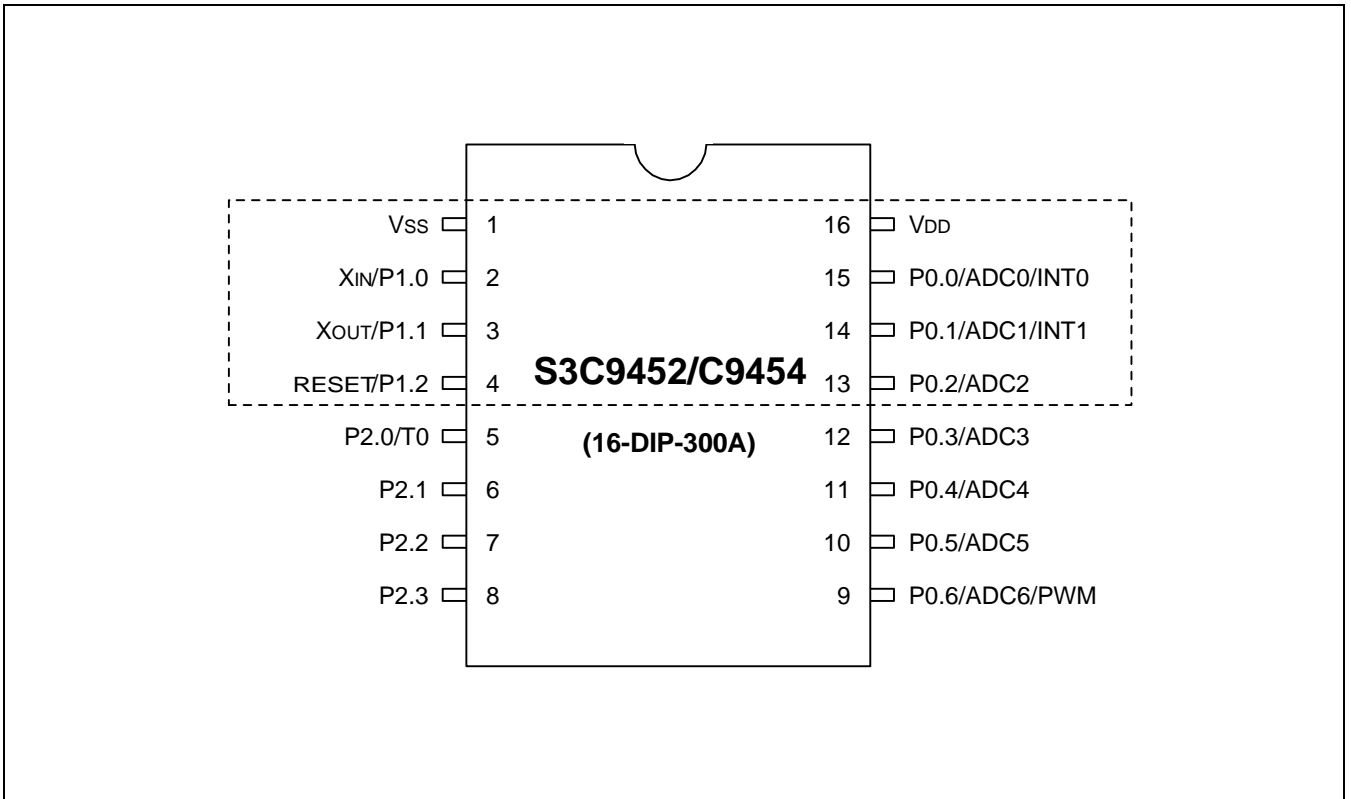 VSS 1 16 VDD
XIN/P1.0 2 15 P0.0/ADC0/INT0
XOUT/P1.1 3 14 P0.1/ADC1/INT1
RESET/P1.2 4 S3C9452/C9454 13 P0.2/ADC2
P2.0/T0 5 (16-DIP-300A) 12 P0.3/ADC3
P2.1 6 11 P0.4/ADC4
P2.2 7 10 P0.5/ADC5
P2.3 8 9 P0.6/ADC6/PWM